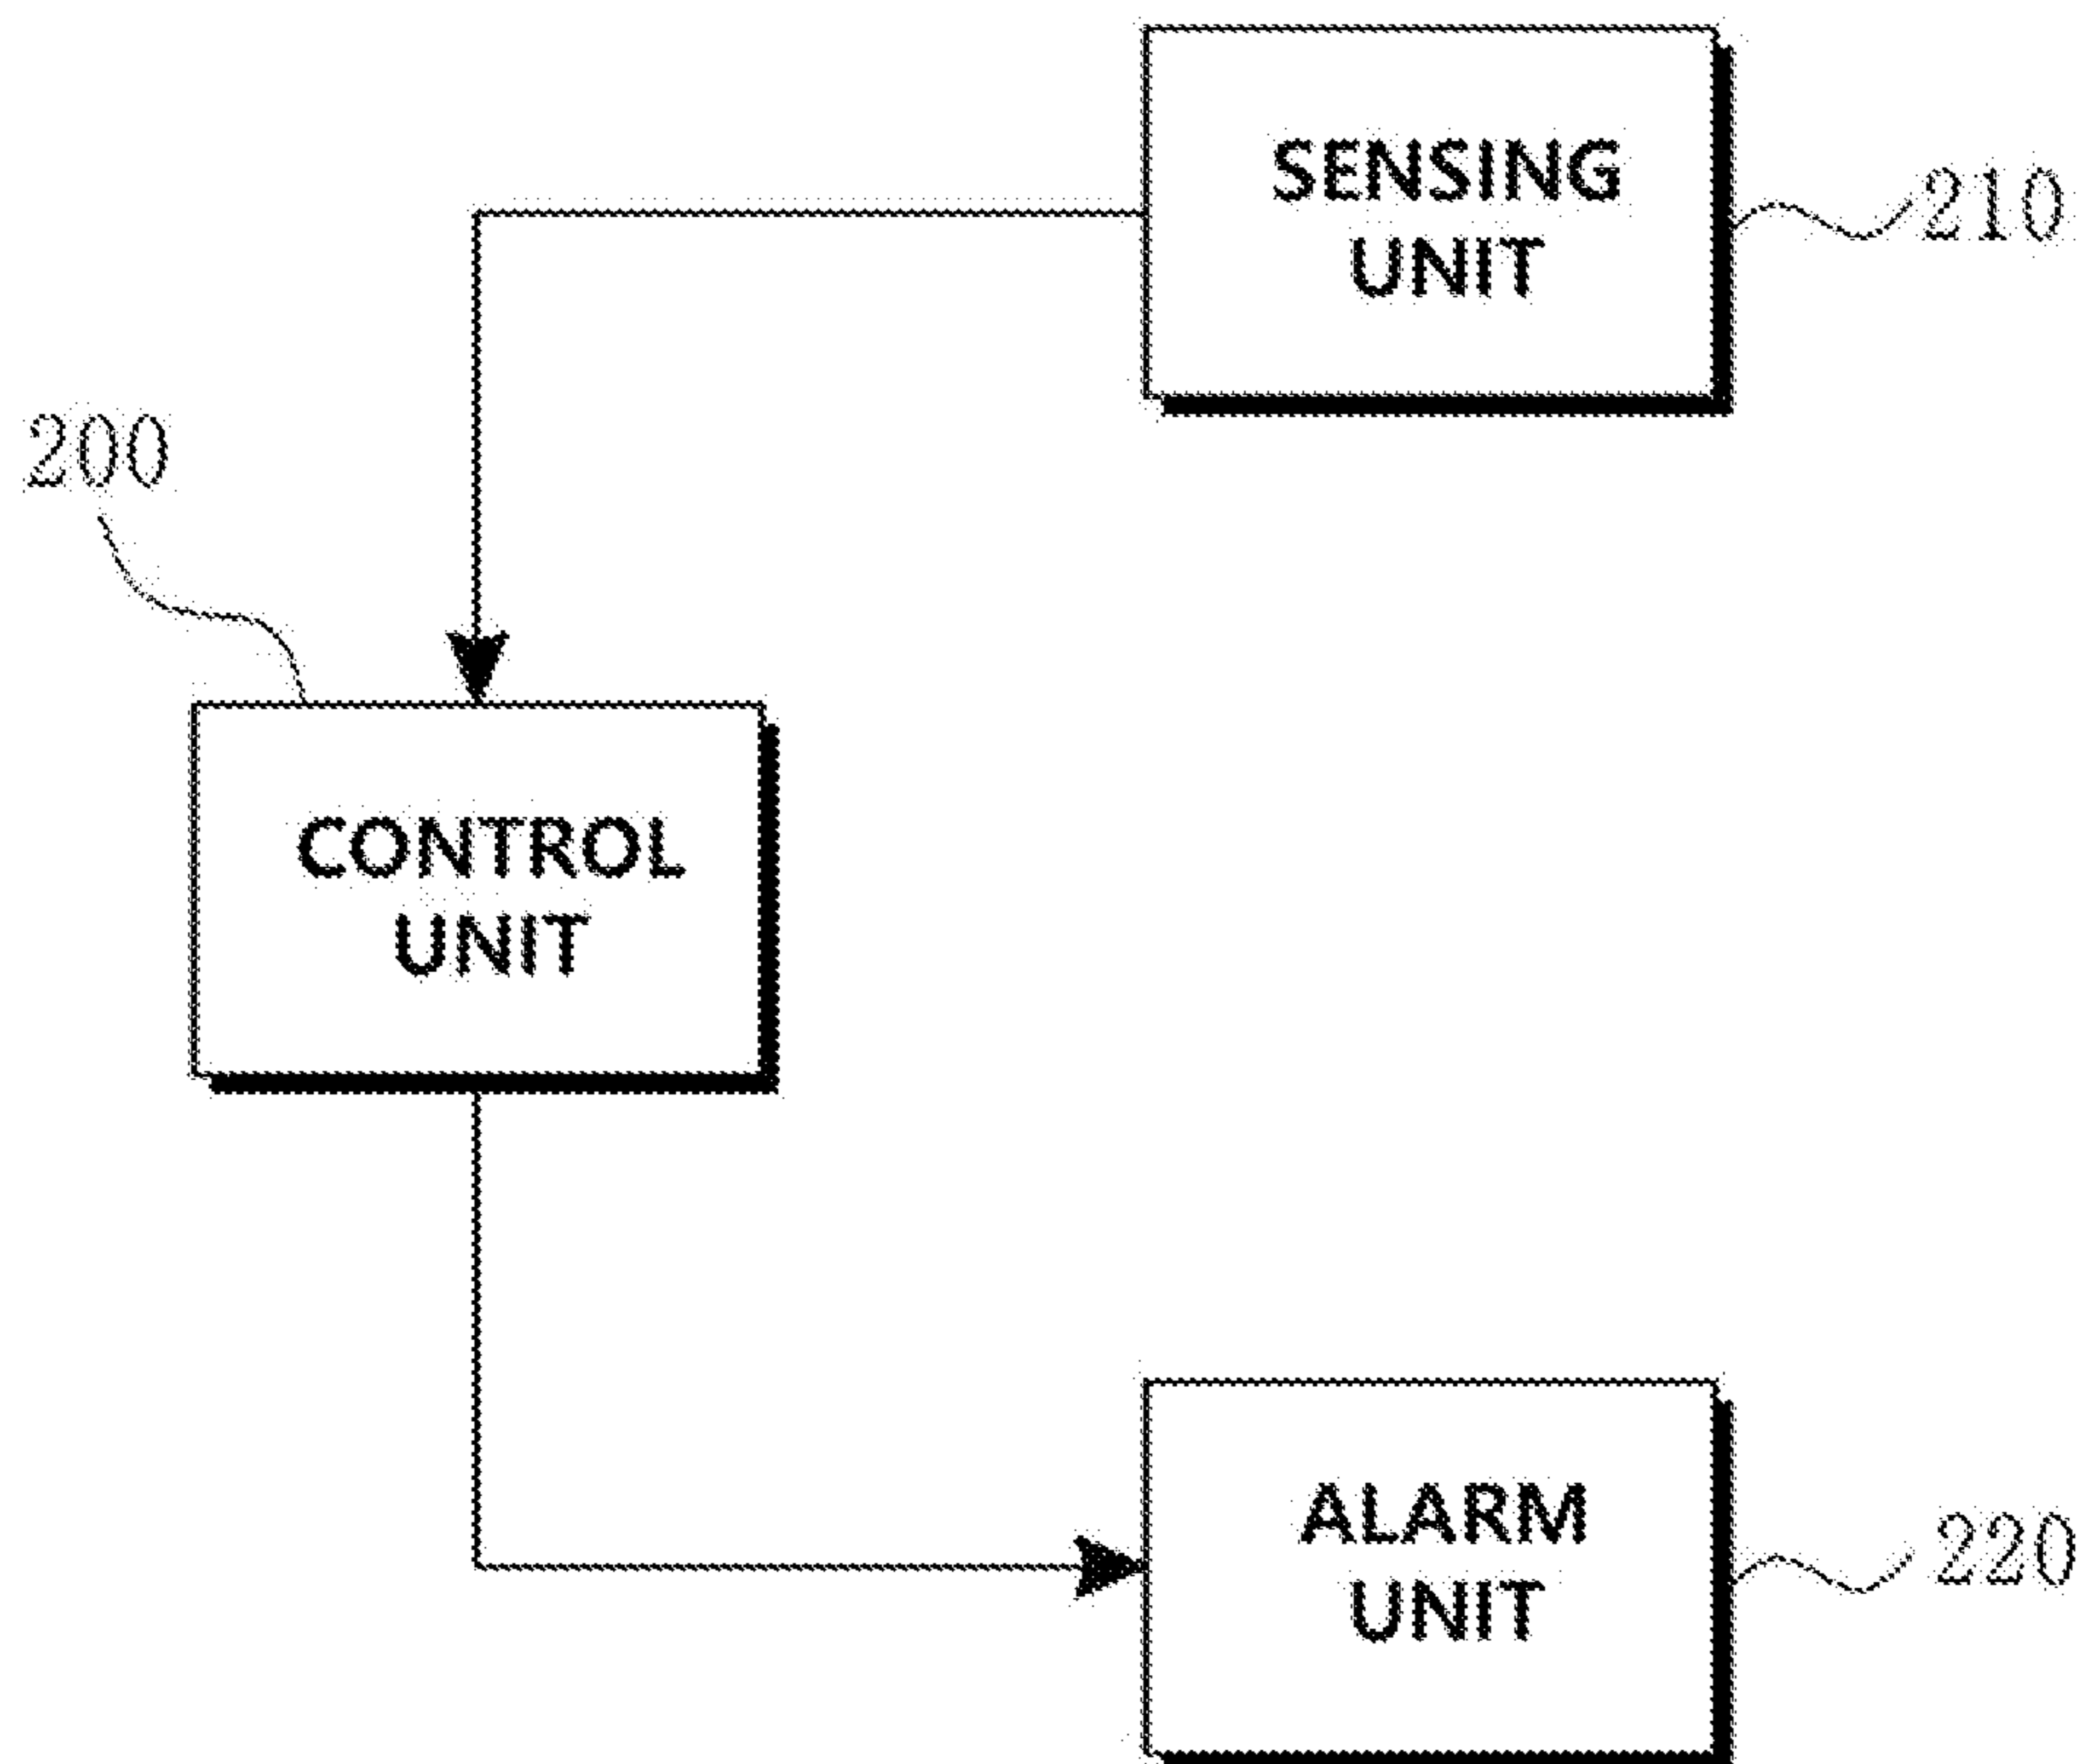 SENSING
UNIT
210
200
CONTROL
UNIT
ALARM
UNIT
220